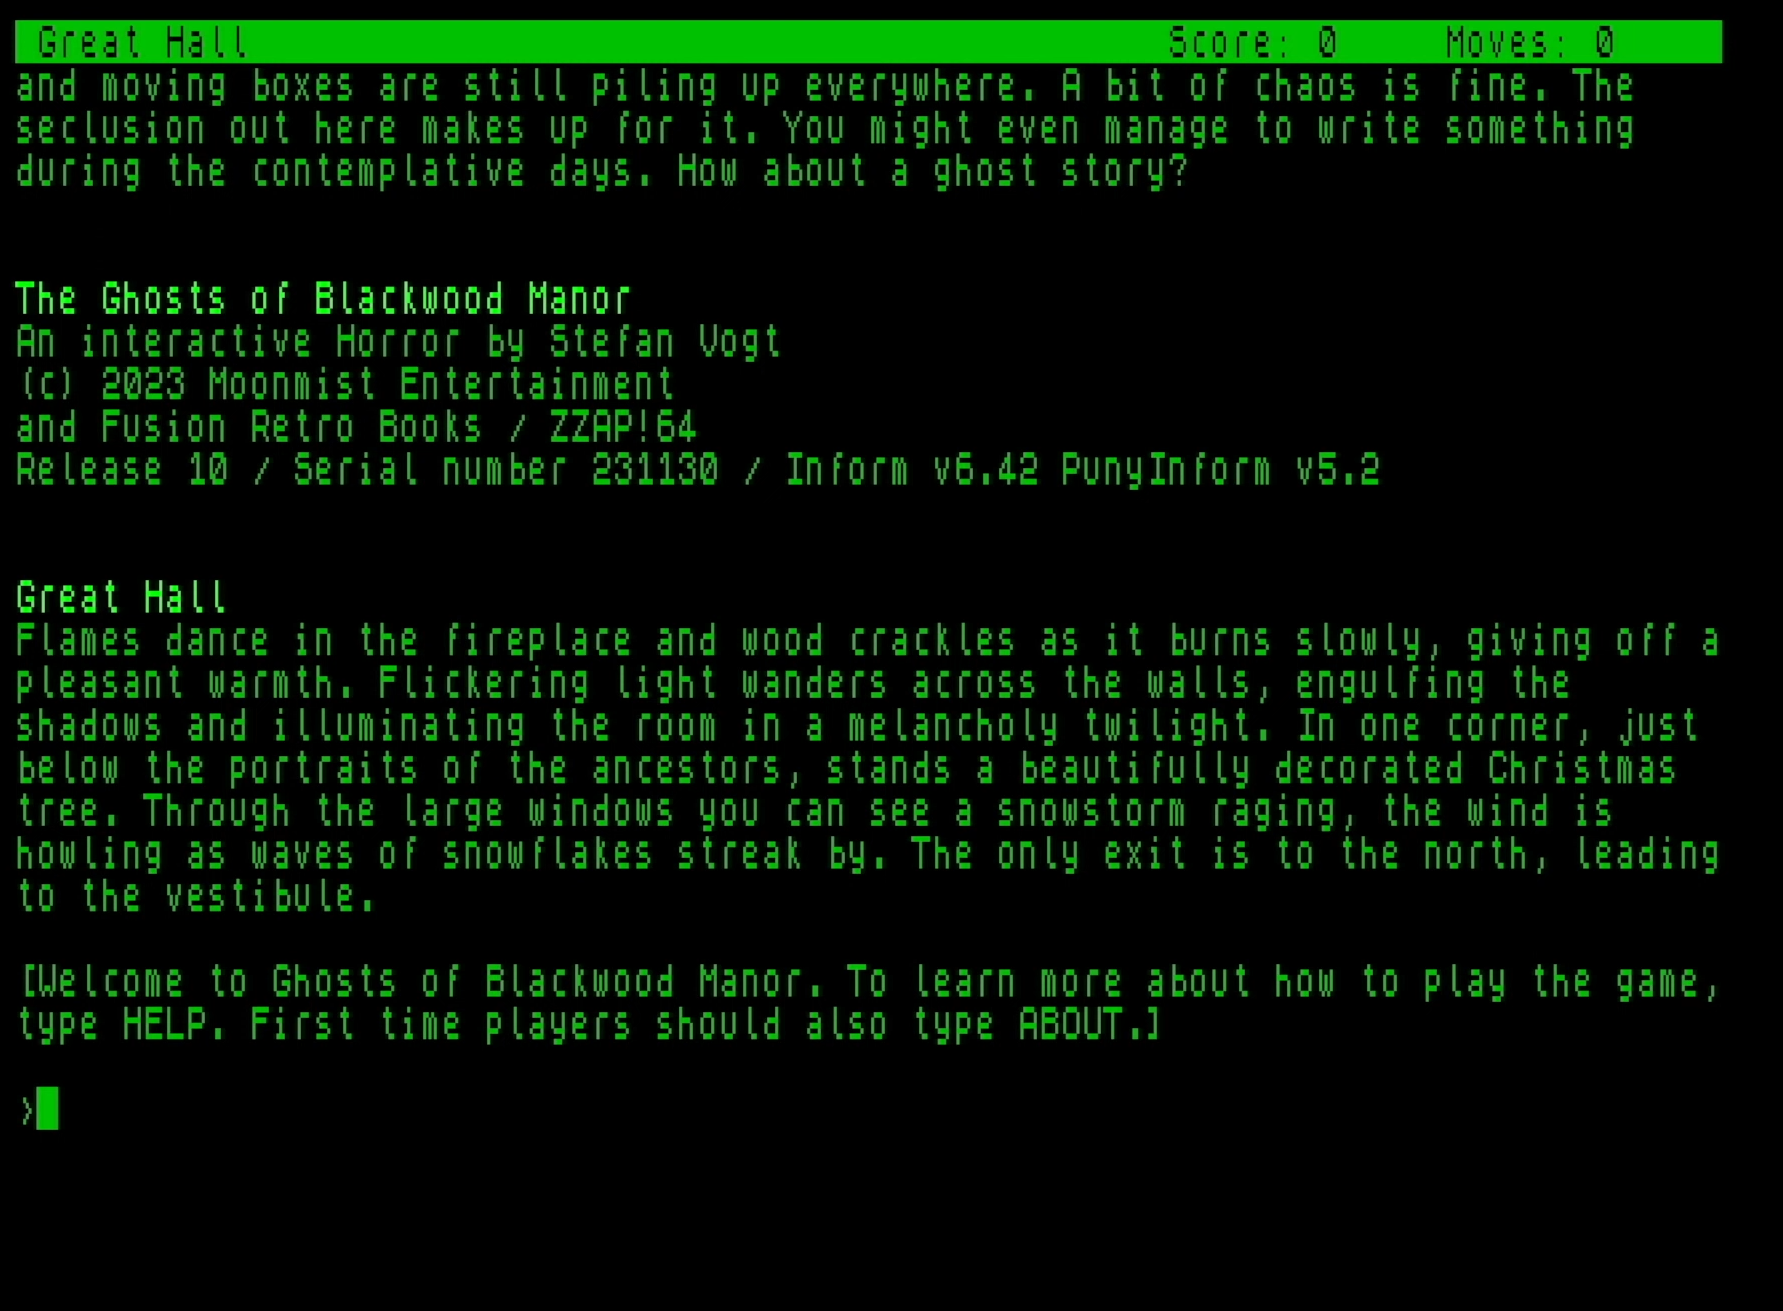 Great Hall Score: 0 Moves: 0
and moving boxes are still piling up everywhere. A bit of chaos is fine. The
seclusion out here makes up for it. You might even manage to write something
during the contemplative days. How about a ghost story?
The Ghosts of Blackwood Manor
An interactive Horror by Stefan Vogt
(c) 2023 Moonmist Entertainment
and Fusion Retro Books / ZZAP!64
Release 10 / Serial number 231130 / Inform v6.42 PunyInform v5.2
Great Hall
Flames dance in the fireplace and wood crackles as it burns slowly, giving off a
pleasant warmth. Flickering light wanders across the walls, engulfing the
shadows and illuminating the room in a melancholy twilight. In one corner, just
below the portraits of the ancestors, stands a beautifully decorated Christmas
tree. Through the large windows you can see a snowstorm raging, the wind is
howling as waves of snowflakes streak by. The only exit is to the north, leading
to the vestibule.
[Welcome to Ghosts of Blackwood Manor. To learn more about how to play the game,
type HELP. First time players should also type ABOUT.]
>